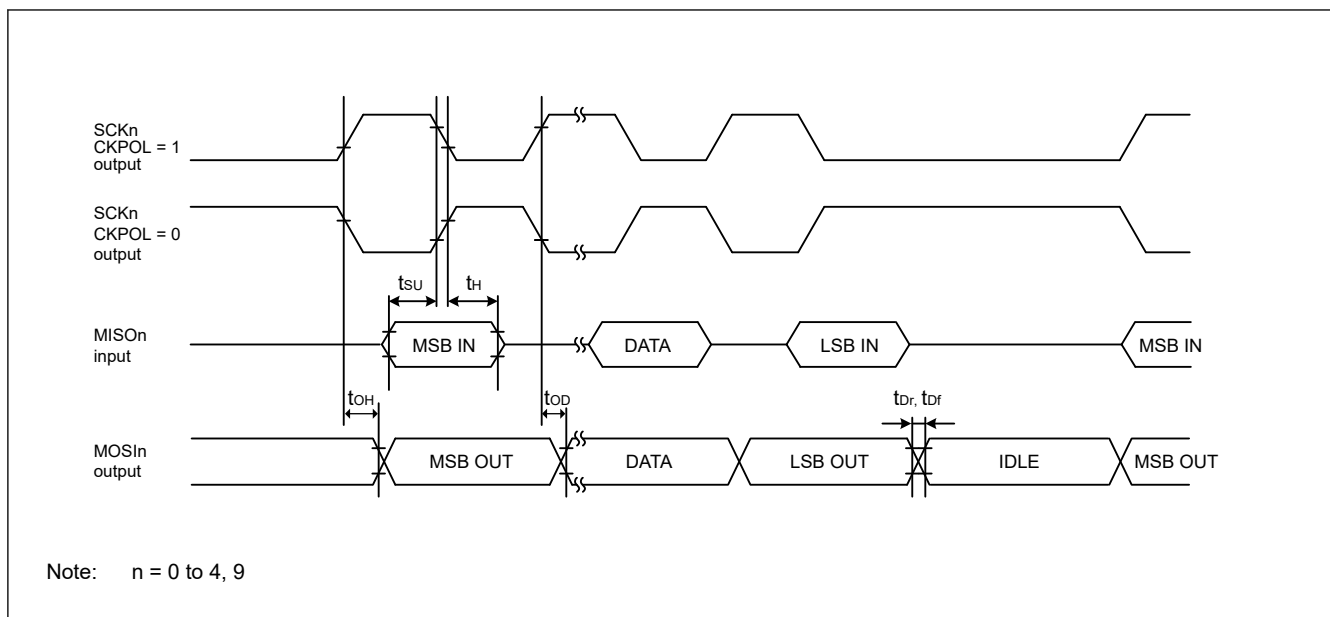 SCKn
CKPOL = 1
output
SCKn
CKPOL = 0
output
tSU
tH
MISOn
input
MSB IN
DATA
LSB IN
MSB IN
tOH
tOD
tDr, tDf
MOSIn
output
MSB OUT
DATA
LSB OUT
IDLE
MSB OUT
Note: n = 0 to 4, 9